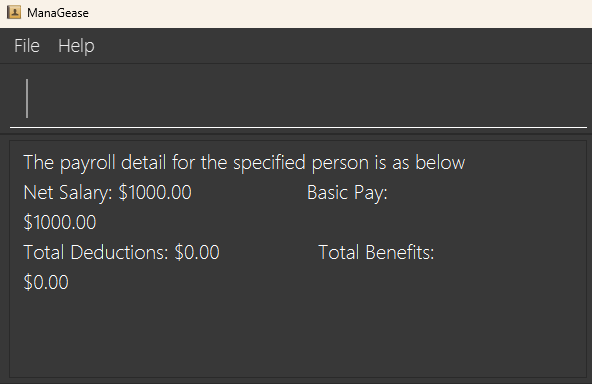 ManaGease
File Help
The payroll detail for the specified person is as below
Net Salary: $1000.00 Basic Pay:
$1000.00
Total Deductions: $0.00 Total Benefits:
$0.00